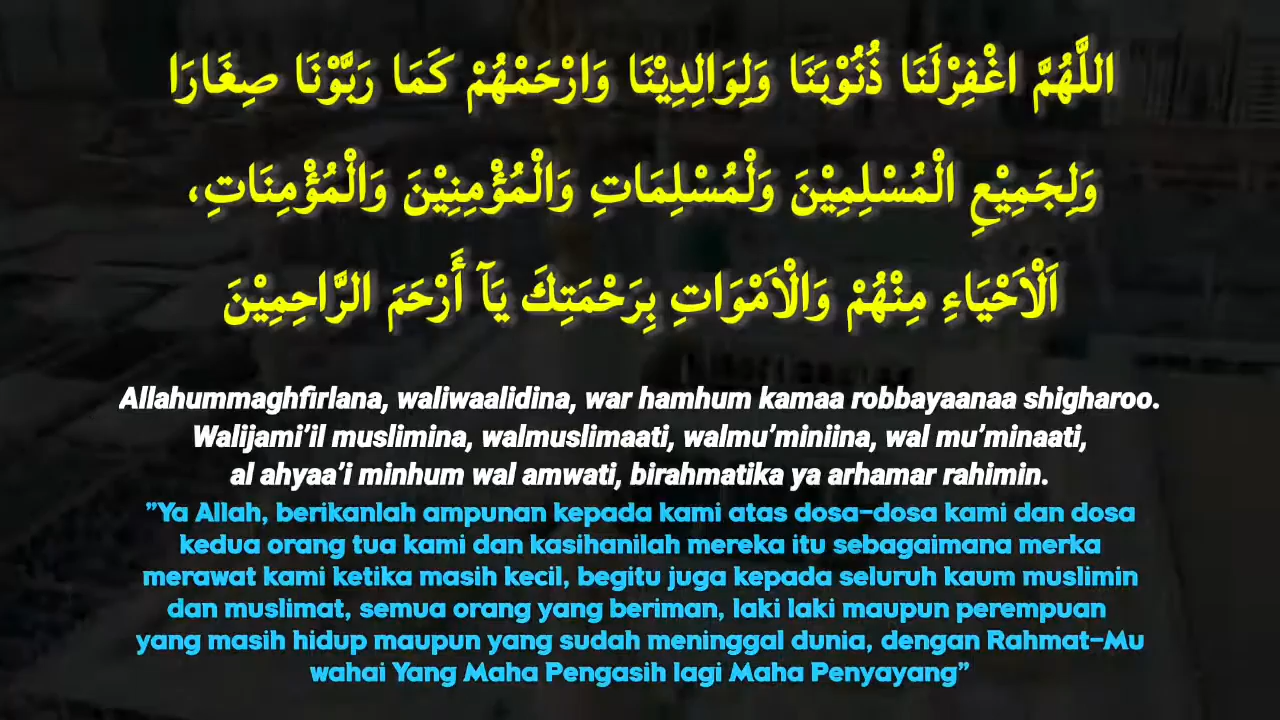 اللَّهُمَّ اغْفِرْلَنَا ذُنُوْبَنَا وَلِوَالِدِيْنَا وَارْحَمْهُمْ كَمَا رَبَّوْنَا صِغَارَا
وَلِجَمِيْعِ الْمُسْلِمِيْنَ وَلْمُسْلِمَاتِ وَالْمُؤْمِنِيْنَ وَالْمُؤْمِنَاتِ،
اَلْاَحْيَاءِ مِنْهُمْ وَالْاَمْوَاتِ بِرَحْمَتِكَ يَآ أَرْحَمَ الرَّاحِمِيْنَ
Allahummaghfirlana, waliwaalidina, war hamhum kamaa robbayaanaa shigharoo.
Walijami’il muslimina, walmuslimaati, walmu’miniina, wal mu’minaati,
al ahyaa’i minhum wal amwati, birahmatika ya arhamar rahimin.
”Ya Allah, berikanlah ampunan kepada kami atas dosa-dosa kami dan dosa
kedua orang tua kami dan kasihanilah mereka itu sebagaimana merka
merawat kami ketika masih kecil, begitu juga kepada seluruh kaum muslimin
dan muslimat, semua orang yang beriman, laki laki maupun perempuan
yang masih hidup maupun yang sudah meninggal dunia, dengan Rahmat-Mu
wahai Yang Maha Pengasih lagi Maha Penyayang”